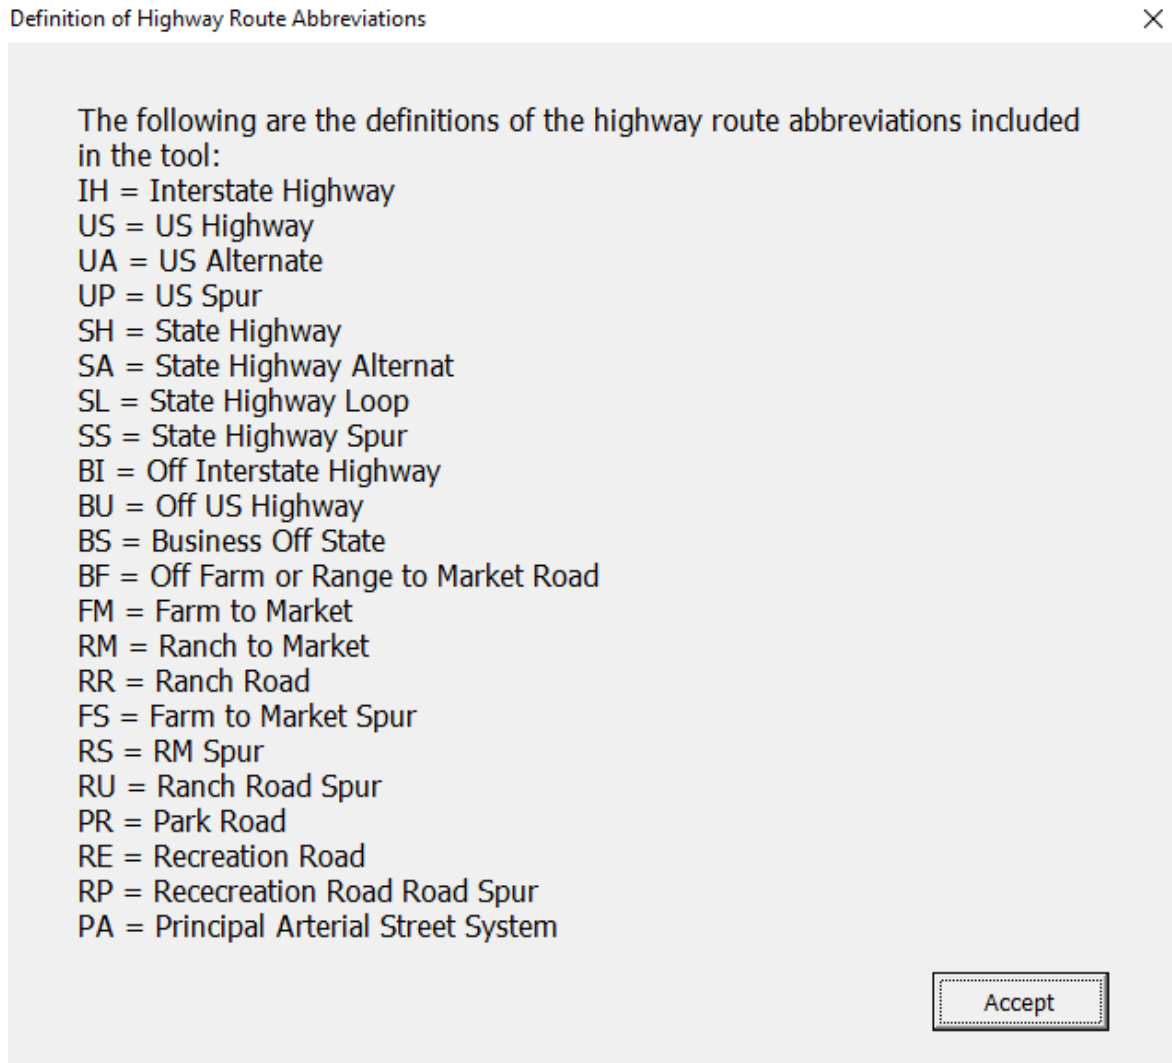 Definition of Highway Route Abbreviations
The following are the definitions of the highway route abbreviations included
in the tool:
IH = Interstate Highway
US = US Highway
UA = US Alternate
UP = US Spur
SH = State Highway
SA = State Highway Alternat
SL = State Highway Loop
SS = State Highway Spur
BI = Off Interstate Highway
BU = Off US Highway
BS = Business Off State
BF = Off Farm or Range to Market Road
FM = Farm to Market
RM = Ranch to Market
RR = Ranch Road
FS = Farm to Market Spur
RS = RM Spur
RU = Ranch Road Spur
PR = Park Road
RE = Recreation Road
RP = Rececreation Road Road Spur
PA = Principal Arterial Street System
Accept